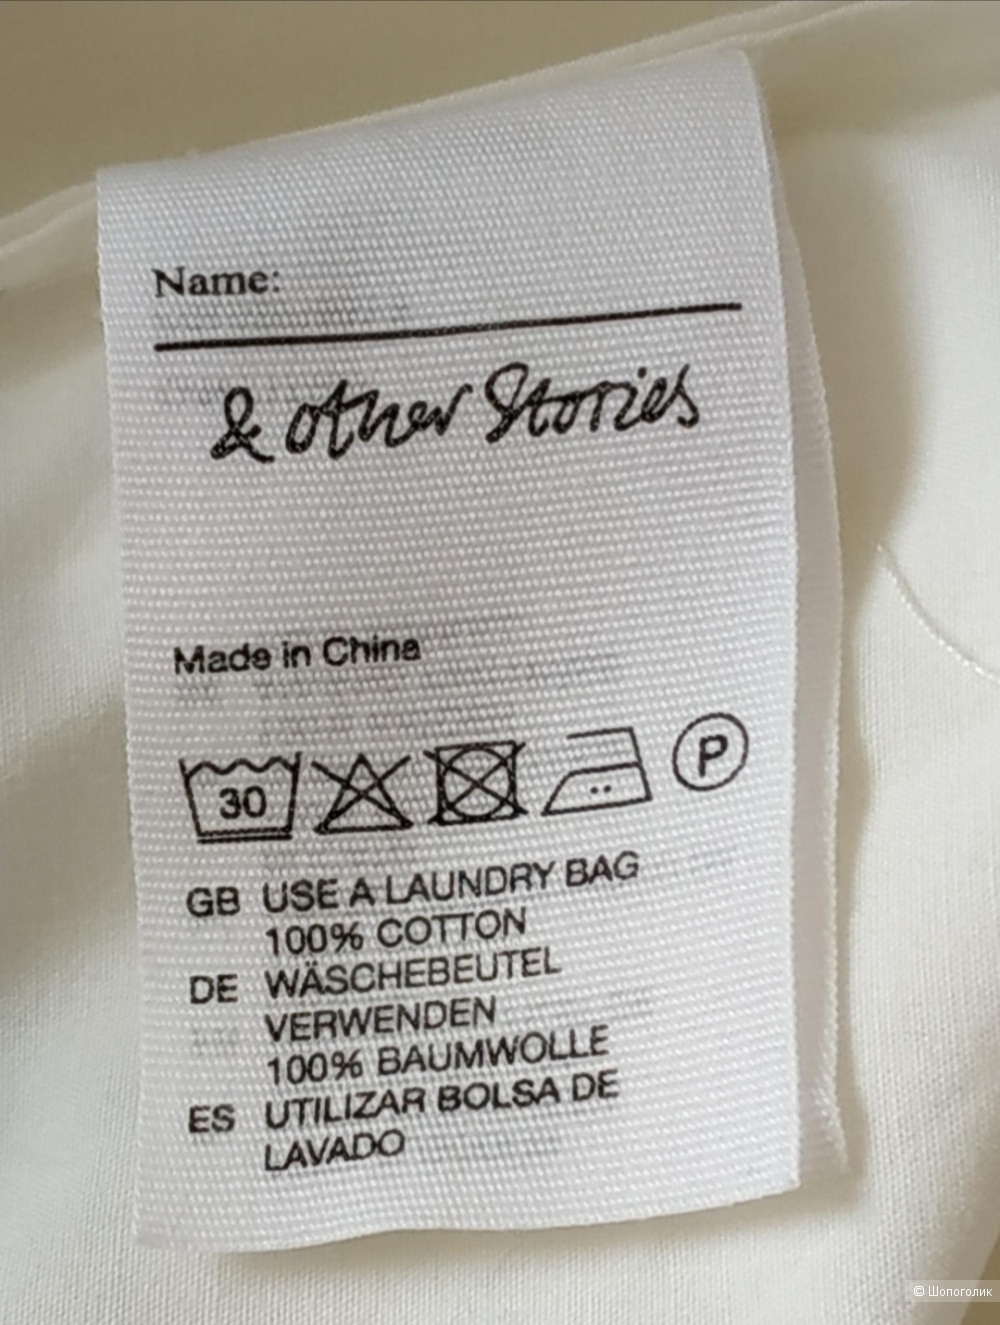 Name:
& other Stories
Made in China
30
P
GB USE A LAUNDRY BAG
100% COTTON
DE WÄSCHEBEUTEL
VERWENDEN
100% BAUMWOLLE
ES UTILIZAR BOLSA DE
LAVADO
© Шопоголик